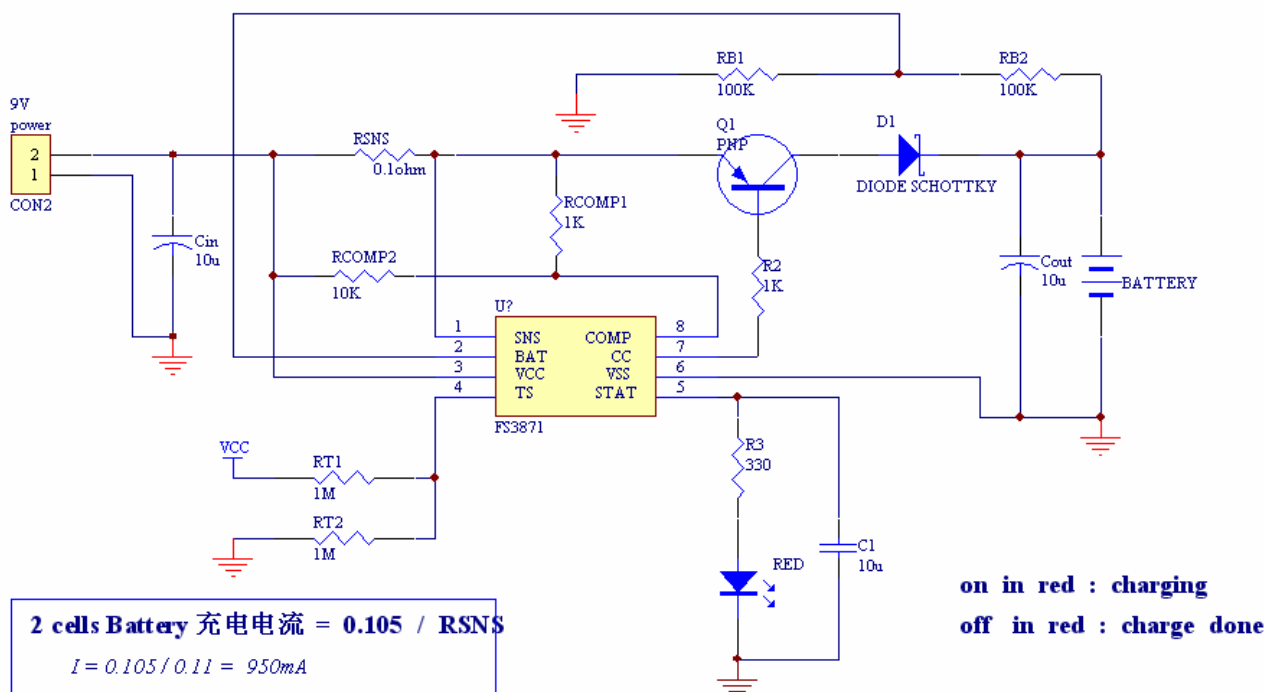 RB1
100K
RB2
100K
9V
power
2
1
CON2
RSNS
0.1ohm
Q1
PNP
D1
DIODE SCHOTTKY
RCOMP1
1K
Cin
10u
RCOMP2
10K
R2
1K
Cout
10u
BATTERY
U?
1 SNS COMP 8
2 BAT CC 7
3 VCC VSS 6
4 TS STAT 5
FS3871
VCC
RT1
1M
RT2
1M
R3
330
C1
10u
RED
on in red : charging
off in red : charge done
2 cells Battery 充电电流 = 0.105 / RSNS
I = 0.105 / 0.11 = 950mA